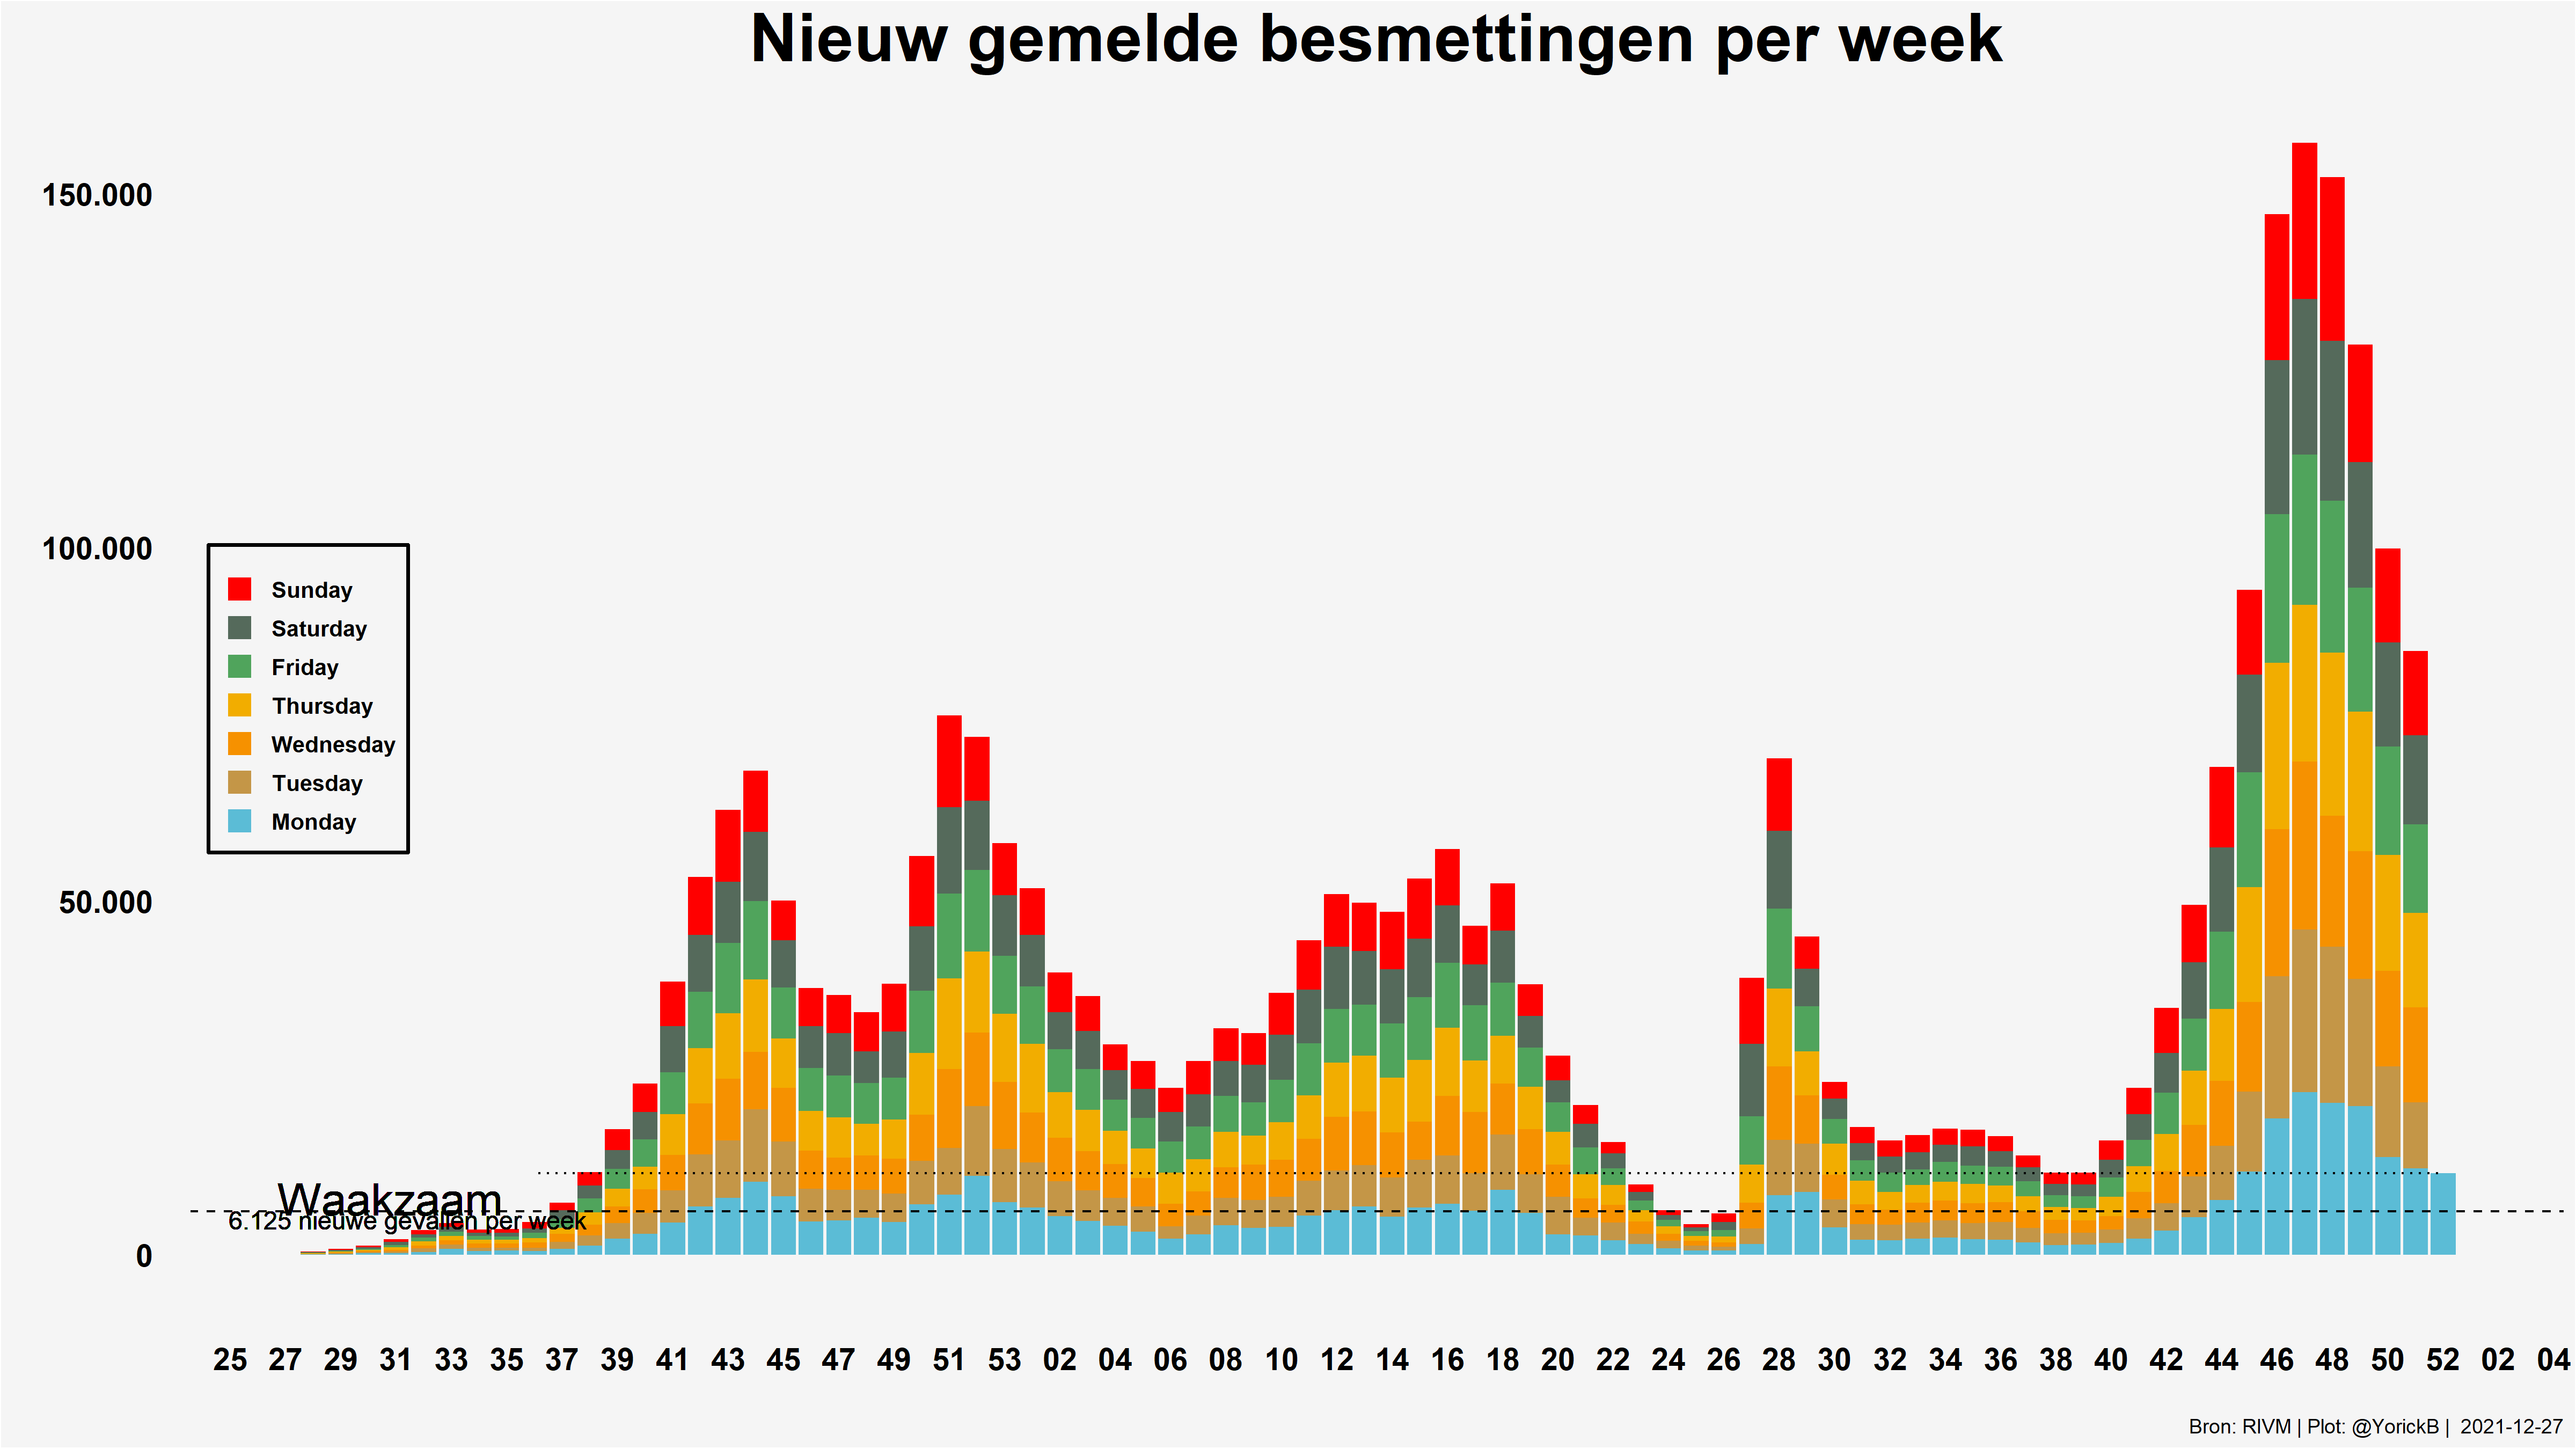 Nieuw gemelde besmettingen per week
150.000
100.000
50.000
0
Sunday
Saturday
Friday
Thursday
Wednesday
Tuesday
Monday
Waakzaam
6.125 nieuwe gevallen per week
25 27 29 31 33 35 37 39 41 43 45 47 49 51 53 02 04 06 08 10 12 14 16 18 20 22 24 26 28 30 32 34 36 38 40 42 44 46 48 50 52 02 04
Bron: RIVM | Plot: @YorickB | 2021-12-27